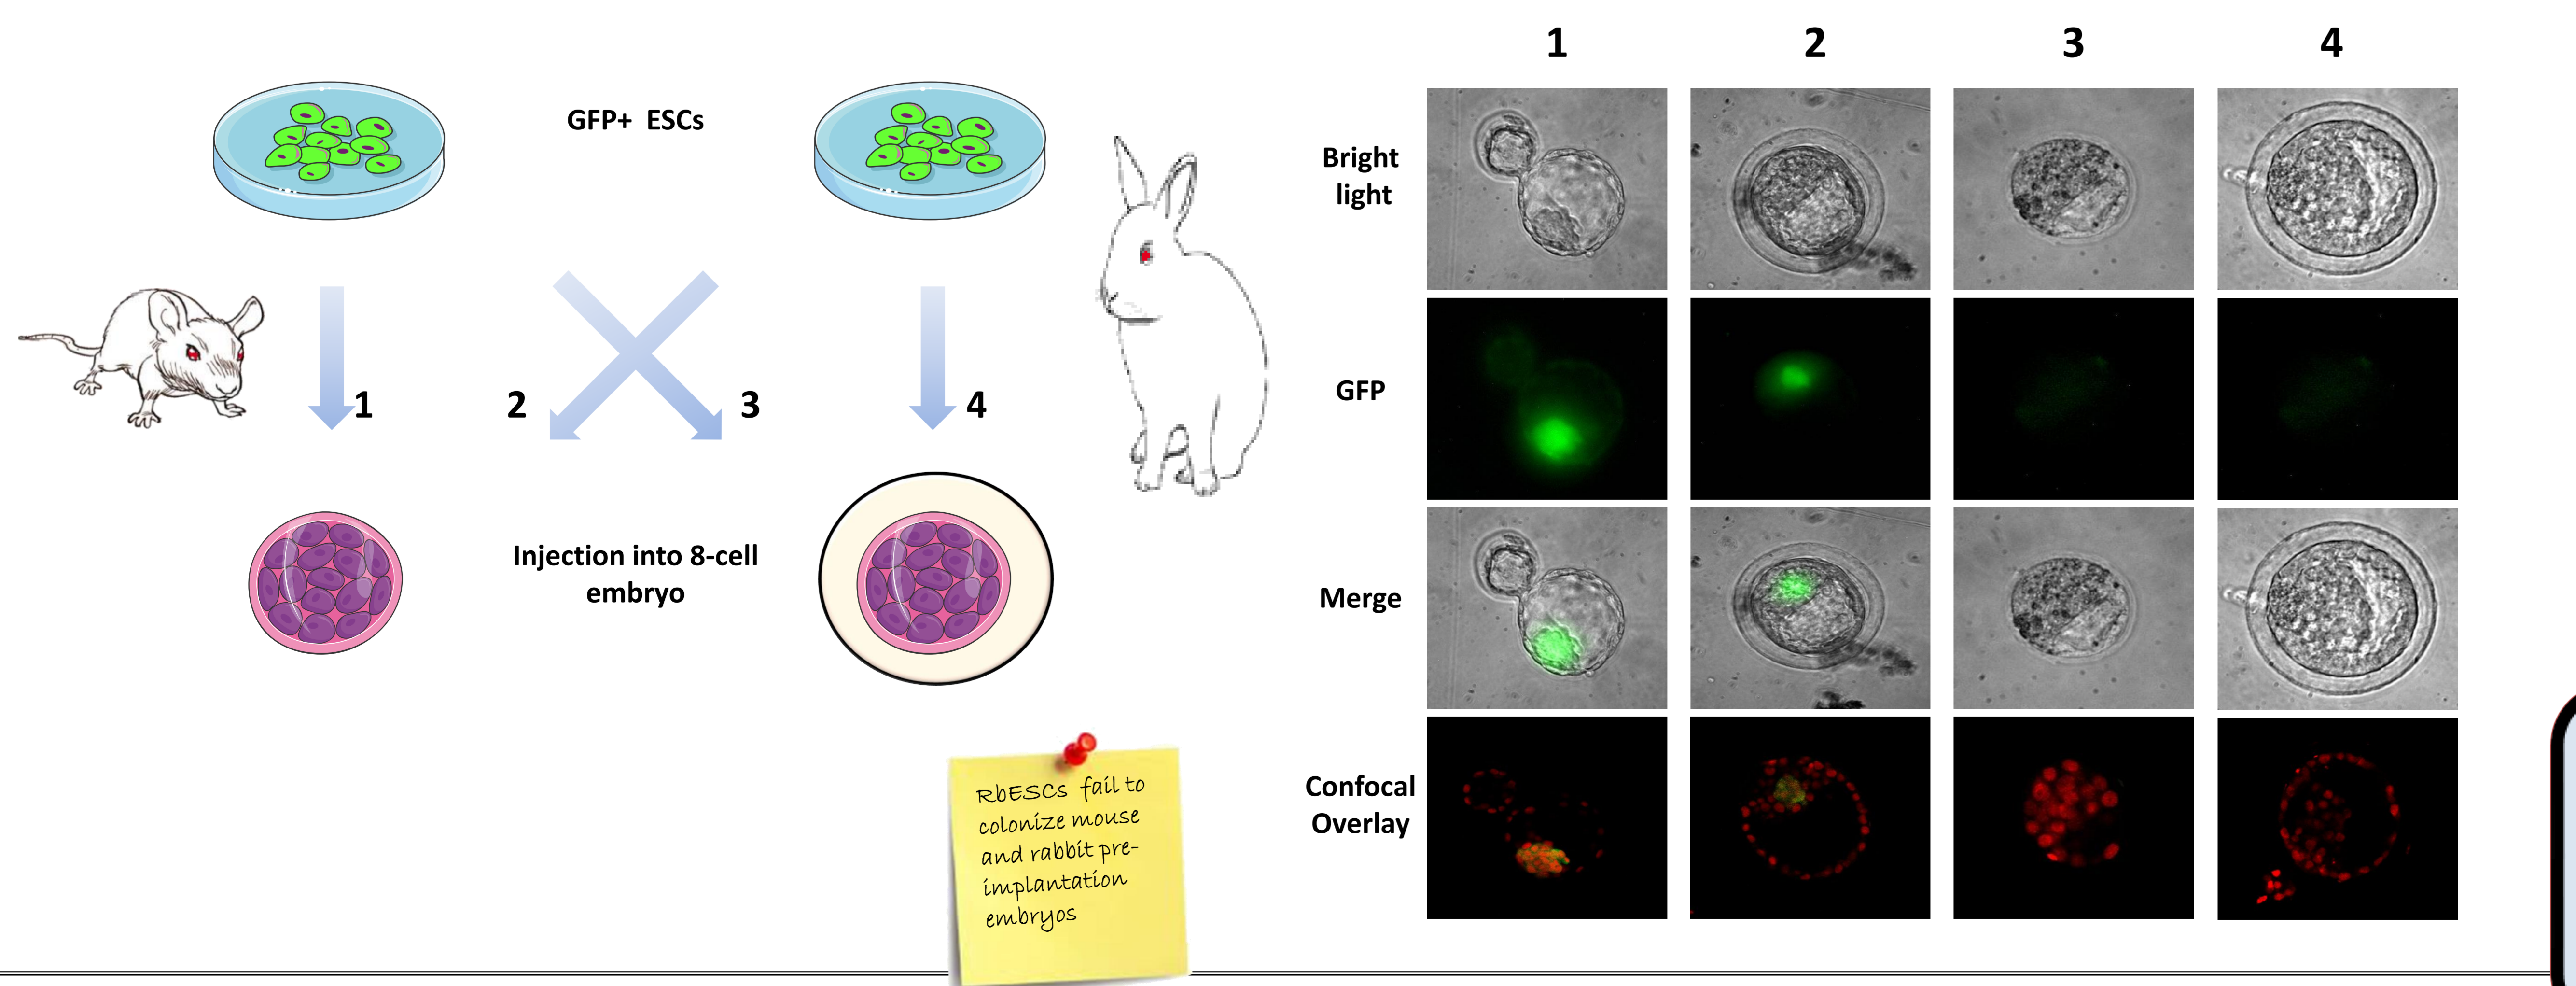 GFP+ ESCs
1
2
3
4
Injection into 8-cell
embryo
RbESCs fail to
colonize mouse
and rabbit pre-
implantation
embryos
1
2
3
4
Bright
light
GFP
Merge
Confocal
Overlay